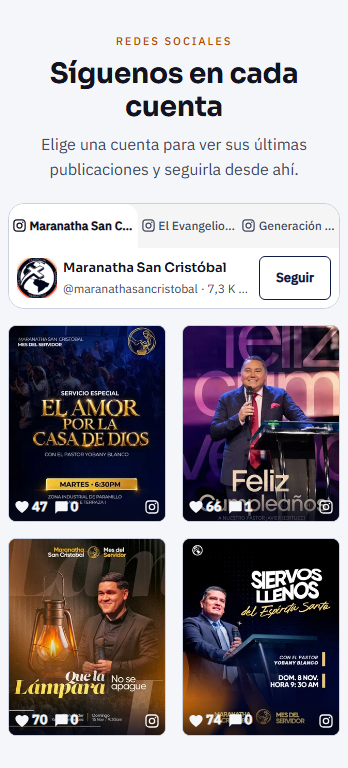 REDES SOCIALES
Síguenos en cada
cuenta
Elige una cuenta para ver sus últimas
publicaciones y seguirla desde ahí.
Maranatha San C...
El Evangelio...
Generación ...
Maranatha San Cristóbal
@maranathasancristobal · 7,3 K ...
Seguir
MARANATHA SAN CRISTÓBAL
MES DEL SERVIDOR
SERVICIO ESPECIAL
EL AMOR
POR LA
CASA DE DIOS
CON EL PASTOR YOBANY BLANCO
MARTES · 6:30PM
ZONA INDUSTRIAL DE PARAMILLO
TERRAZA 1
47
0
feliz
cum
Feliz
Cumpleaños
66
1
Maranatha
San Cristóbal
Mes del
Servidor
Que la
Lámpara
No se
apague
Domingo
70
0
SIERVOS
LLENOS
del Espíritu Santo
CON EL PASTOR
YOBANY BLANCO
DOM. 8 NOV.
HORA 9:30 AM
MES DEL
SERVIDOR
74
0